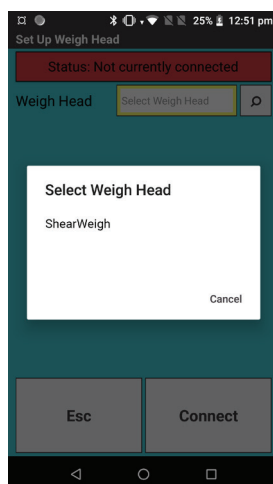 25% 12:51 pm
Set Up Weigh Head
Status: Not currently connected
Weigh Head
Select Weigh Head
Select Weigh Head
ShearWeigh
Cancel
Esc
Connect